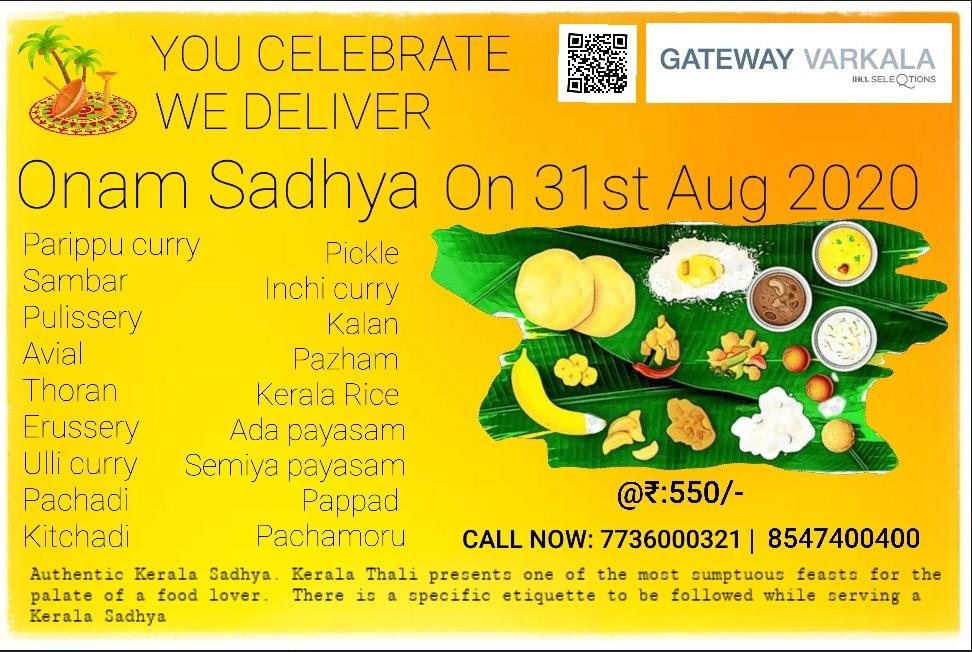 YOU CELEBRATE
WE DELIVER
GATEWAY VARKALA
IHCL SELEQTIONS
Onam Sadhya On 31st Aug 2020
Parippu curry
Sambar
Pulissery
Avial
Thoran
Erussery
Ulli curry
Pachadi
Kitchadi
Pickle
Inchi curry
Kalan
Pazham
Kerala Rice
Ada payasam
Semiya payasam
Pappad
Pachamoru
@₹:550/-
CALL NOW: 7736000321 | 8547400400
Authentic Kerala Sadhya. Kerala Thali presents one of the most sumptuous feasts for the
palate of a food lover. There is a specific etiquette to be followed while serving a
Kerala Sadhya